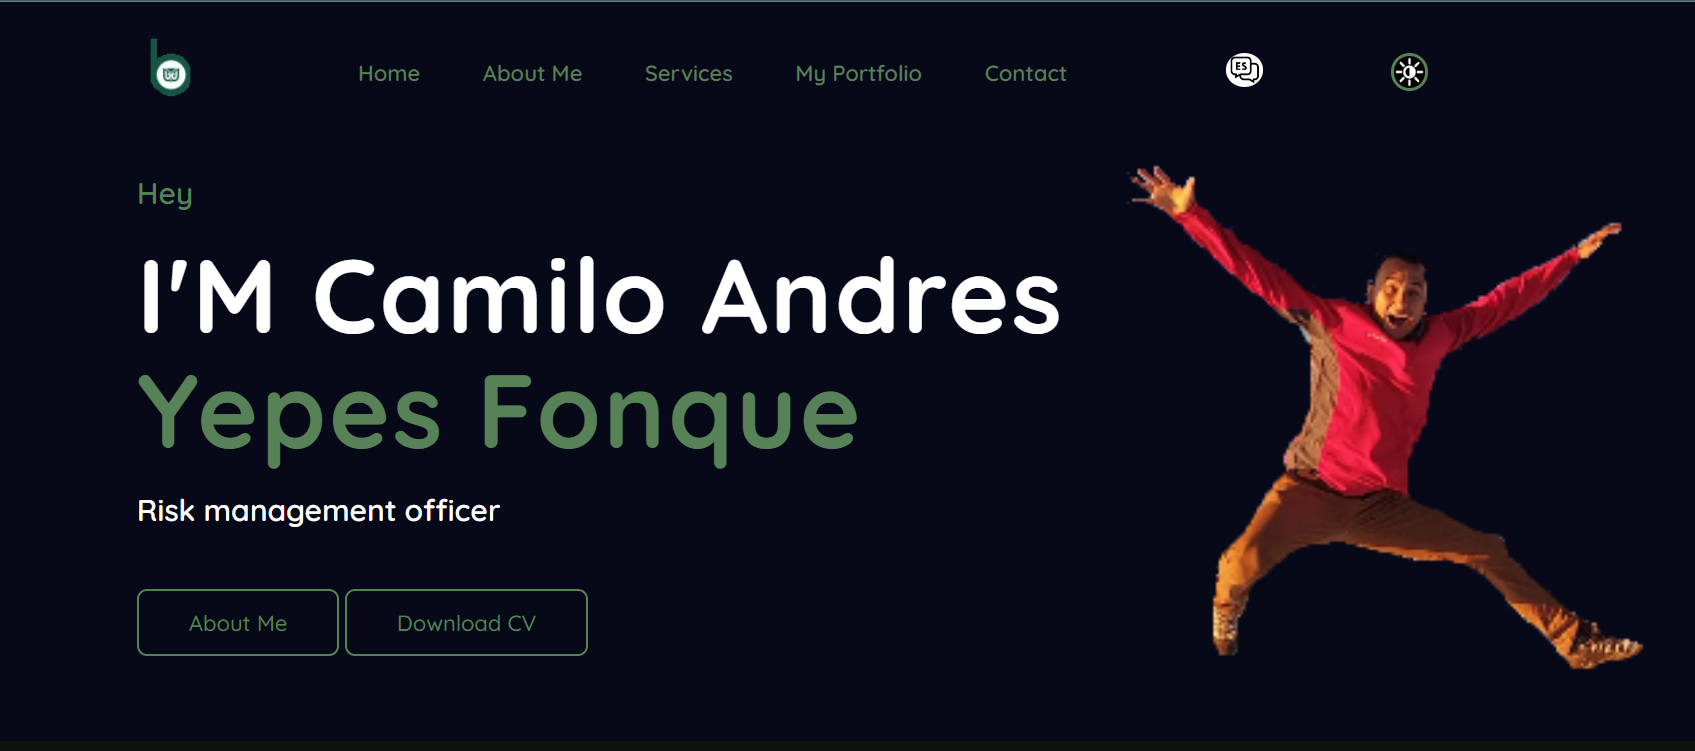 Home About Me Services My Portfolio Contact ES
Hey
I'M Camilo Andres
Yepes Fonque
Risk management officer
About Me Download CV